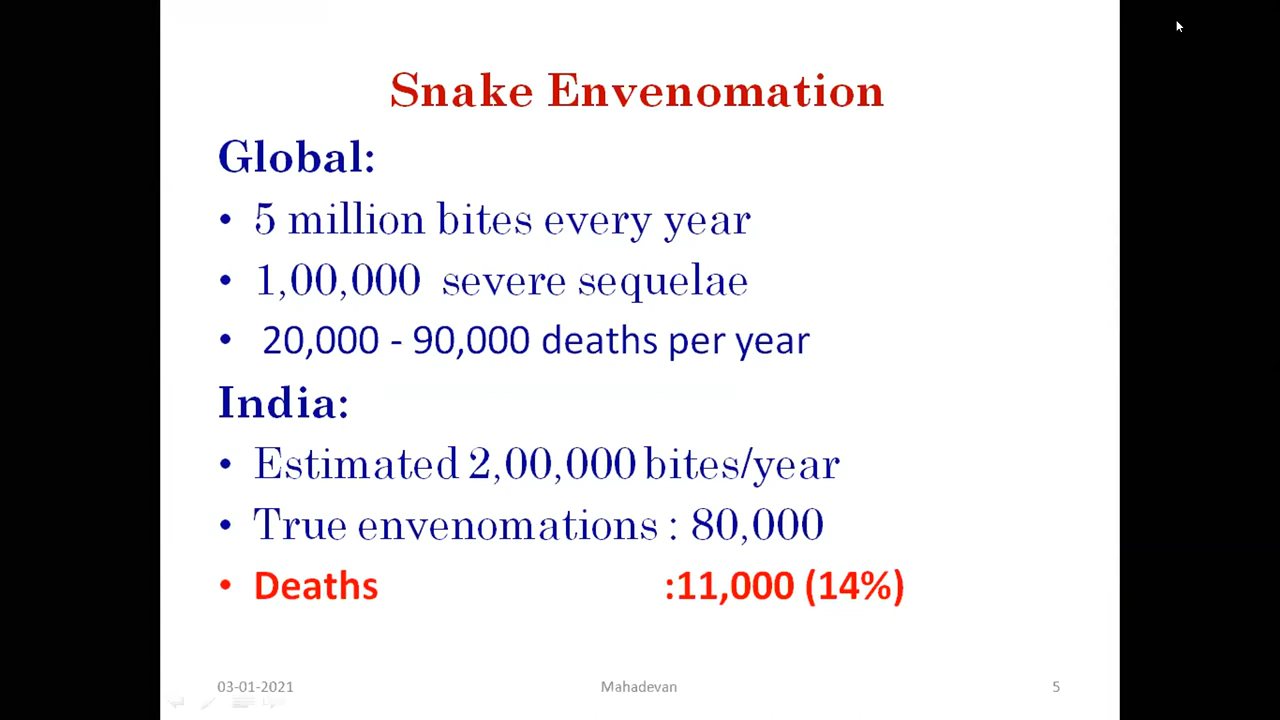 Snake Envenomation
Global:
• 5 million bites every year
• 1,00,000 severe sequelae
• 20,000 - 90,000 deaths per year
India:
• Estimated 2,00,000 bites/year
• True envenomations : 80,000
• Deaths :11,000 (14%)
03-01-2021 Mahadevan 5